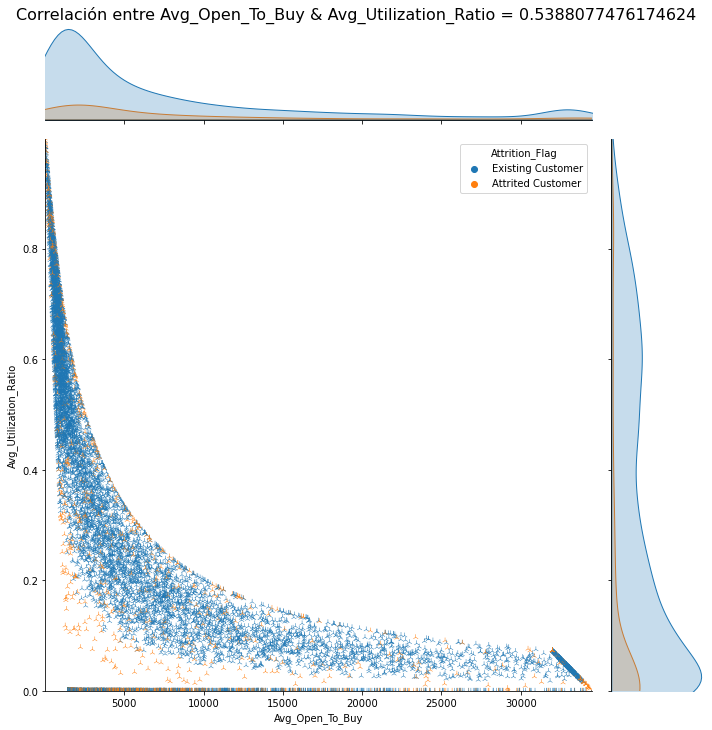 Correlación entre Avg_Open_To_Buy & Avg_Utilization_Ratio = 0.5388077476174624
Attrition_Flag
Existing Customer
Attrited Customer
0.8
0.6
0.4
0.2
0.0
Avg_Utilization_Ratio
5000 10000 15000 20000 25000 30000
Avg_Open_To_Buy